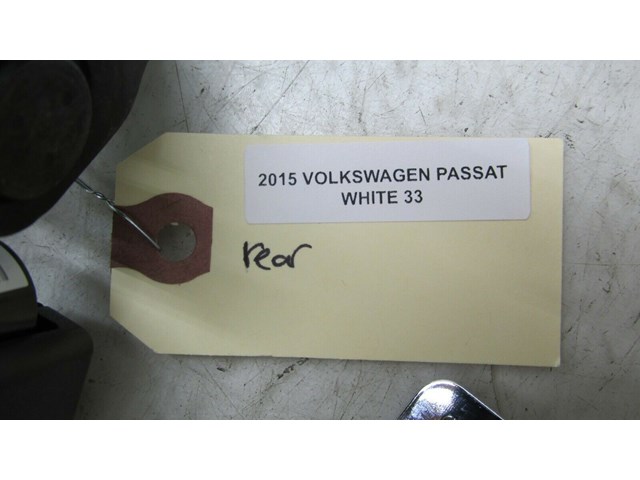 2015 VOLKSWAGEN PASSAT
WHITE 33
rear